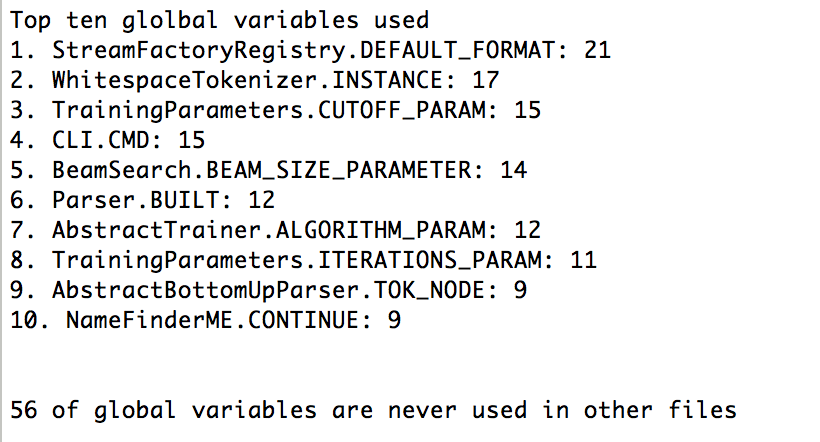 Top ten glolbal variables used
1. StreamFactoryRegistry.DEFAULT_FORMAT: 21
2. WhitespaceTokenizer.INSTANCE: 17
3. TrainingParameters.CUTOFF_PARAM: 15
4. CLI.CMD: 15
5. BeamSearch.BEAM_SIZE_PARAMETER: 14
6. Parser.BUILT: 12
7. AbstractTrainer.ALGORITHM_PARAM: 12
8. TrainingParameters.ITERATIONS_PARAM: 11
9. AbstractBottomUpParser.TOK_NODE: 9
10. NameFinderME.CONTINUE: 9
56 of global variables are never used in other files